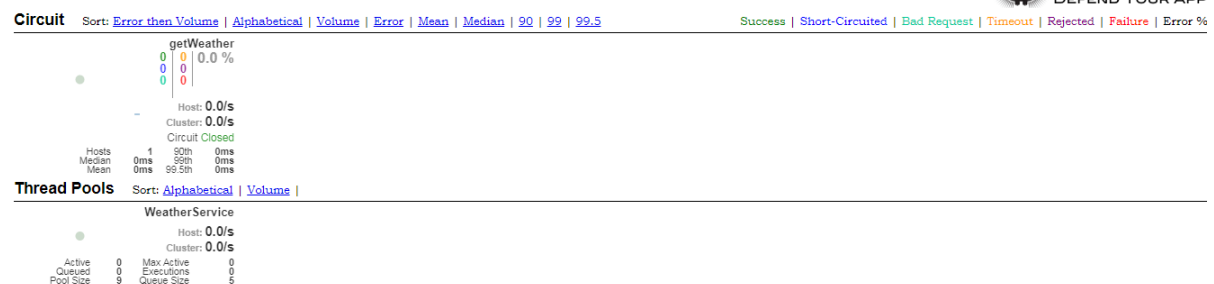 DEFEND YOUR APP
Circuit Sort: Error then Volume | Alphabetical | Volume | Error | Mean | Median | 90 | 99 | 99.5 Success | Short-Circuited | Bad Request | Timeout | Rejected | Failure | Error %
getWeather
0 0 0.0 %
0 0
0 0
Host: 0.0/s
Cluster: 0.0/s
Circuit Closed
Hosts 1 90th 0ms
Median 0ms 99th 0ms
Mean 0ms 99.5th 0ms
Thread Pools Sort: Alphabetical | Volume |
WeatherService
Host: 0.0/s
Cluster: 0.0/s
Active 0 Max Active 0
Queued 0 Executions 0
Pool Size 9 Queue Size 5